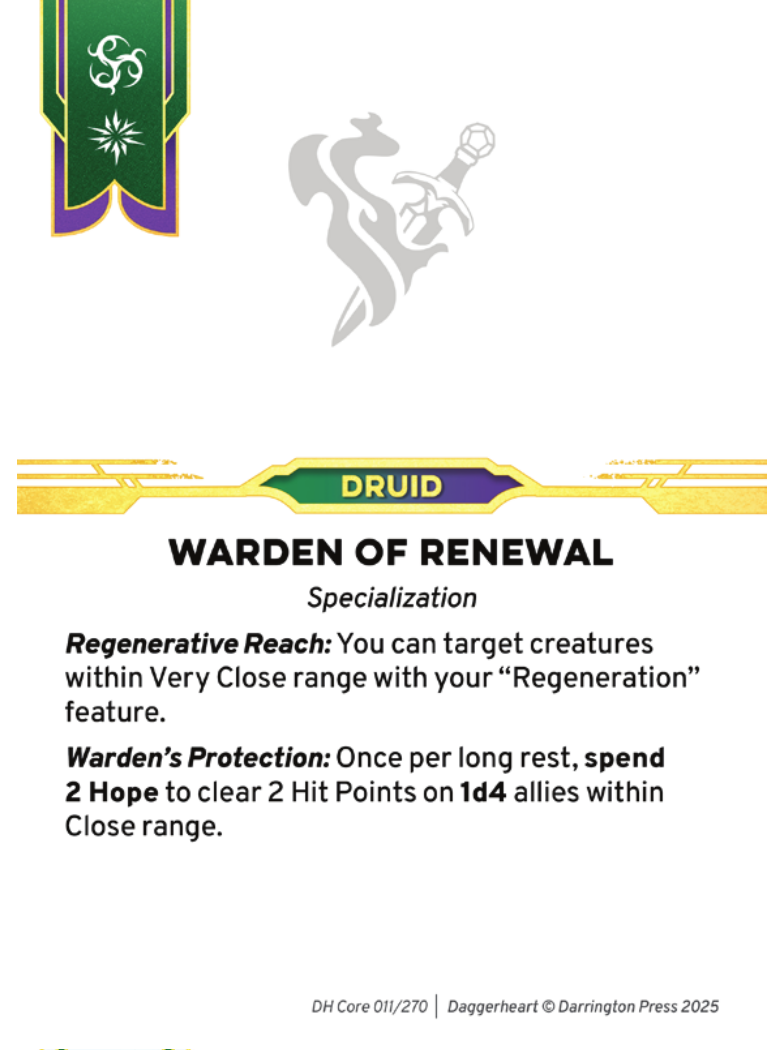 DRUID
WARDEN OF RENEWAL
Specialization
Regenerative Reach: You can target creatures
within Very Close range with your “Regeneration”
feature.
Warden’s Protection: Once per long rest, spend
2 Hope to clear 2 Hit Points on 1d4 allies within
Close range.
DH Core 011/270 | Daggerheart © Darrington Press 2025